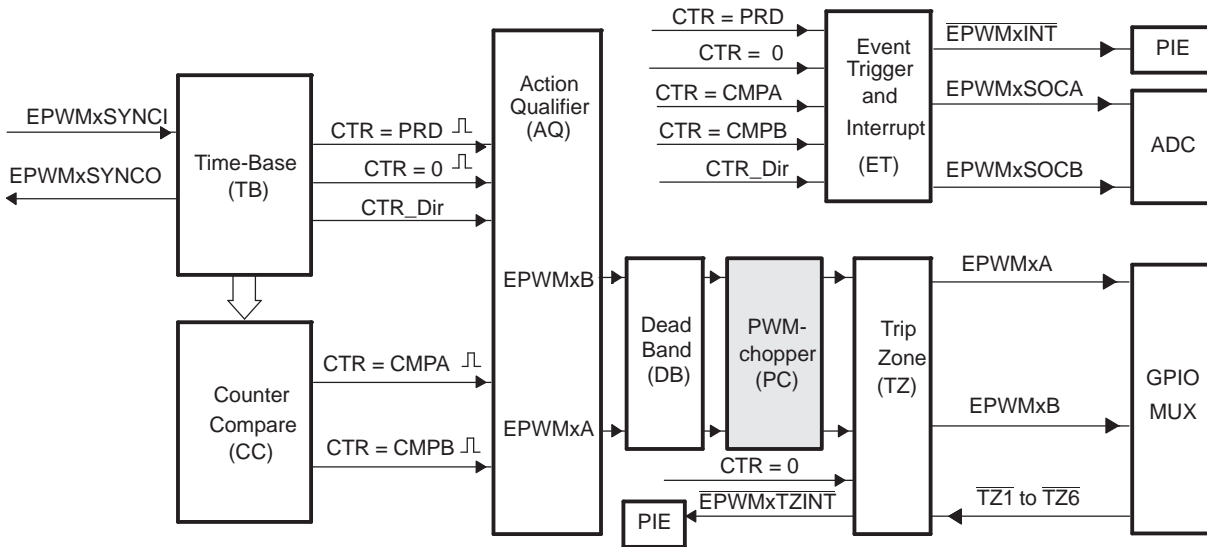 EPWMxSYNCI
EPWMxSYNCO
Time-Base
(TB)
CTR = PRD
CTR = 0
CTR_Dir
Counter
Compare
(CC)
CTR = CMPA
CTR = CMPB
Action
Qualifier
(AQ)
EPWMxB
EPWMxA
CTR = PRD
CTR = 0
CTR = CMPA
CTR = CMPB
CTR_Dir
Event
Trigger
and
Interrupt
(ET)
EPWMxINT
EPWMxSOCA
EPWMxSOCB
PIE
ADC
Dead
Band
(DB)
PWM-
chopper
(PC)
CTR = 0
EPWMxTZINT
PIE
Trip
Zone
(TZ)
EPWMxA
EPWMxB
TZ1 to TZ6
GPIO
MUX